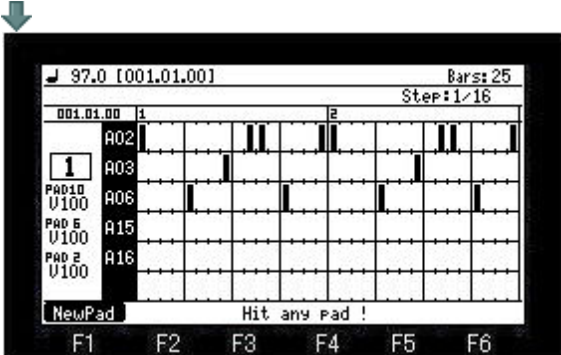 ♩ 97.0 [001.01.001] Bars: 25
Step: 1/16
001.01.00 1 2
A02
1 A03
PAD10 V100 A06
PAD 6 V100 A15
PAD 2 V100 A16
NewPad Hit any pad !
F1 F2 F3 F4 F5 F6